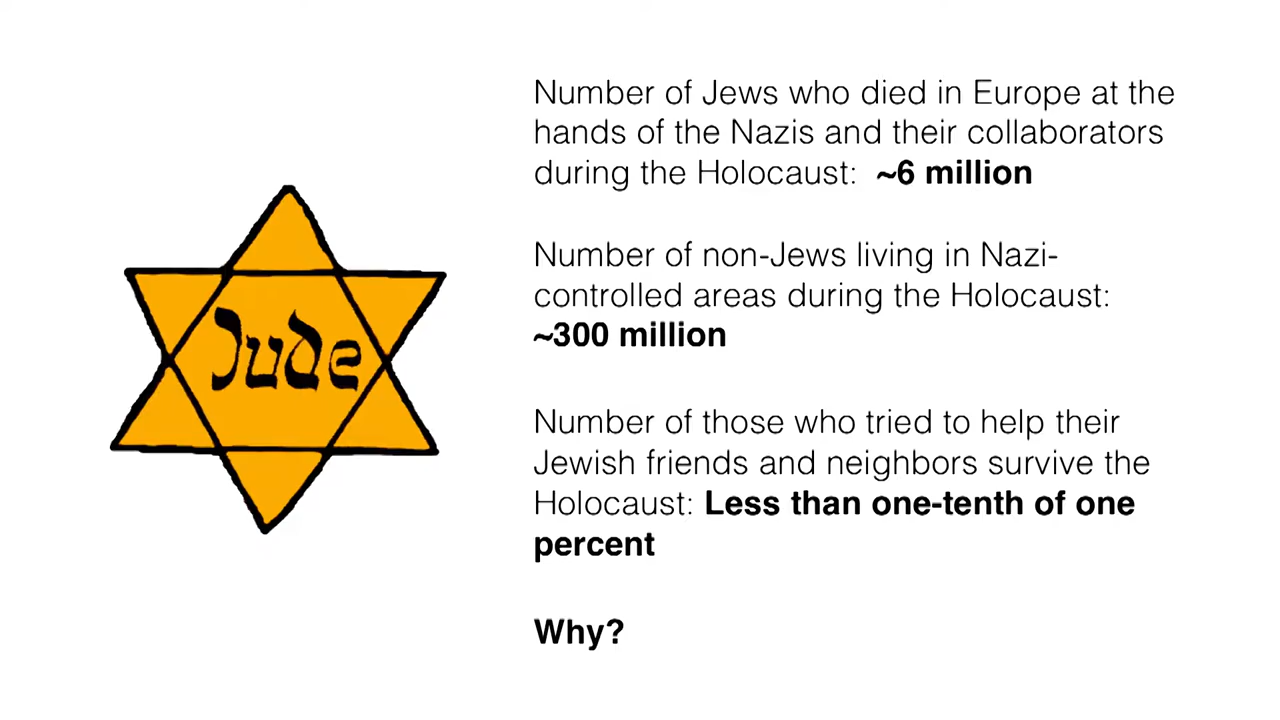 Jude
Number of Jews who died in Europe at the
hands of the Nazis and their collaborators
during the Holocaust: ~6 million
Number of non-Jews living in Nazi-
controlled areas during the Holocaust:
~300 million
Number of those who tried to help their
Jewish friends and neighbors survive the
Holocaust: Less than one-tenth of one
percent
Why?